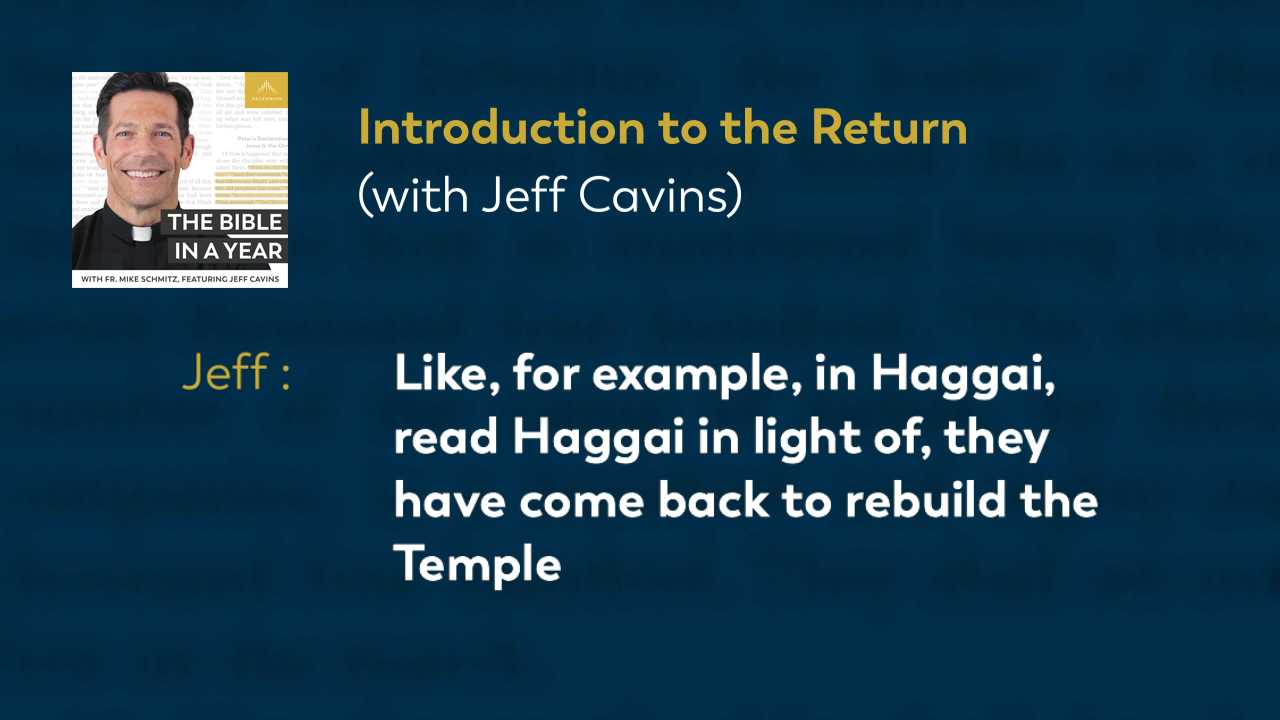 ASCENSION
THE BIBLE
IN A YEAR
WITH FR. MIKE SCHMITZ, FEATURING JEFF CAVINS
Introduction to the Return
(with Jeff Cavins)
Jeff :
Like, for example, in Haggai,
read Haggai in light of, they
have come back to rebuild the
Temple